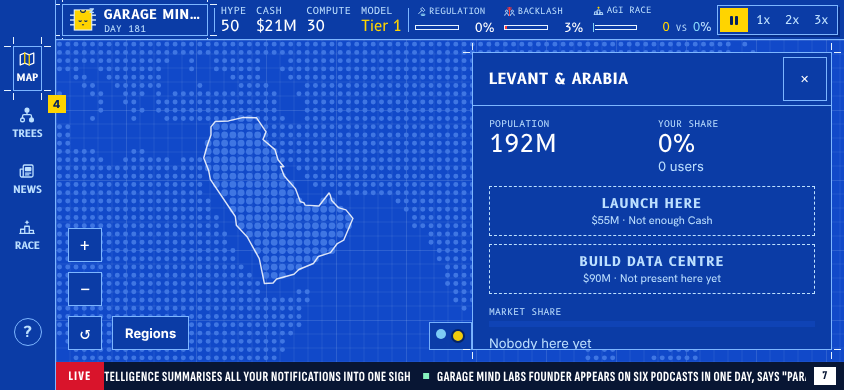 GARAGE MIN…
DAY 181
HYPE
50
CASH
$21M
COMPUTE
30
MODEL
Tier 1
REGULATION
0%
BACKLASH
3%
AGI RACE
0 VS 0%
1x
2x
3x
MAP
4
TREES
NEWS
RACE
?
+
−
↺
Regions
LEVANT & ARABIA
×
POPULATION
192M
YOUR SHARE
0%
0 users
LAUNCH HERE
$55M · Not enough Cash
BUILD DATA CENTRE
$90M · Not present here yet
MARKET SHARE
Nobody here yet
LIVE
TELLIGENCE SUMMARISES ALL YOUR NOTIFICATIONS INTO ONE SIGH
GARAGE MIND LABS FOUNDER APPEARS ON SIX PODCASTS IN ONE DAY, SAYS "PAR.
7